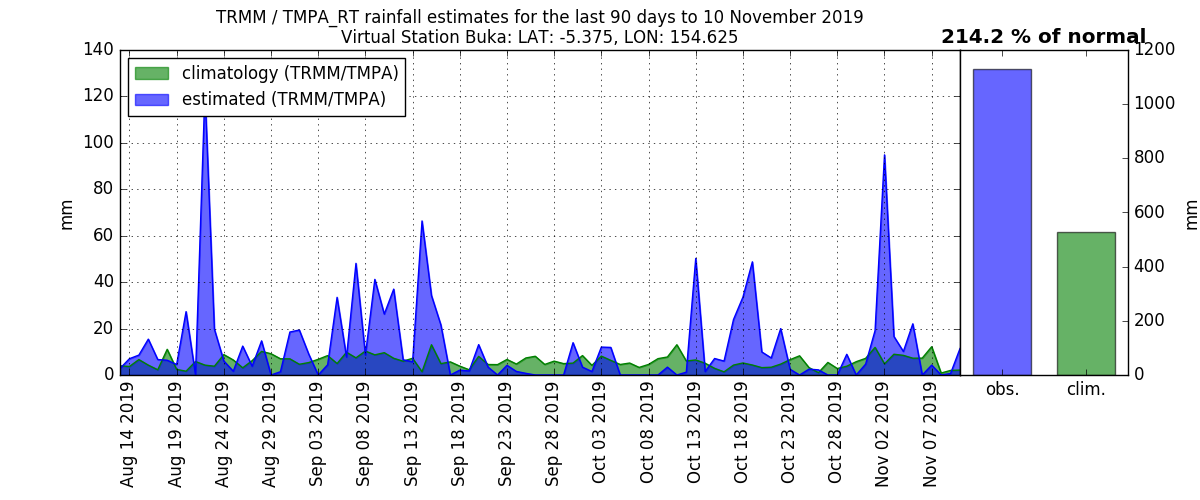 TRMM / TMPA_RT rainfall estimates for the last 90 days to 10 November 2019
Virtual Station Buka: LAT: -5.375, LON: 154.625
214.2 % of normal
climatology (TRMM/TMPA)
estimated (TRMM/TMPA)
140
120
100
80
60
40
20
0
mm
1200
1000
800
600
400
200
0
mm
Aug 14 2019
Aug 19 2019
Aug 24 2019
Aug 29 2019
Sep 03 2019
Sep 08 2019
Sep 13 2019
Sep 18 2019
Sep 23 2019
Sep 28 2019
Oct 03 2019
Oct 08 2019
Oct 13 2019
Oct 18 2019
Oct 23 2019
Oct 28 2019
Nov 02 2019
Nov 07 2019
obs.
clim.